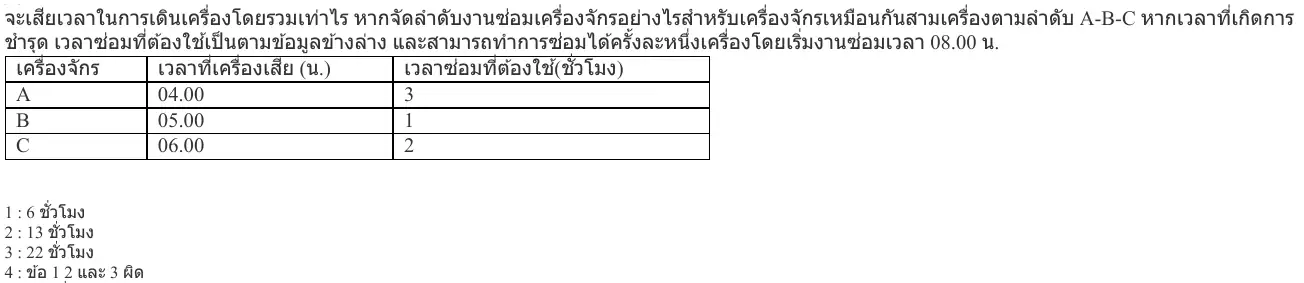 จะเสียเวลาในการเดินเครื่องโดยรวมเท่าไร หากจัดลำดับงานซ่อมเครื่องจักรอย่างไรสำหรับเครื่องจักรเหมือนกันสามเครื่องตามลำดับ A-B-C หากเวลาที่เกิดการ
ชำรุด เวลาซ่อมที่ต้องใช้เป็นตามข้อมูลข้างล่าง และสามารถทำการซ่อมได้ครั้งละหนึ่งเครื่องโดยเริ่มงานซ่อมเวลา 08.00 น.
เครื่องจักร เวลาที่เครื่องเสีย (น.) เวลาซ่อมที่ต้องใช้(ชั่วโมง)
A 04.00 3
B 05.00 1
C 06.00 2
1 : 6 ชั่วโมง
2 : 13 ชั่วโมง
3 : 22 ชั่วโมง
4 : ข้อ 1 2 และ 3 ผิด